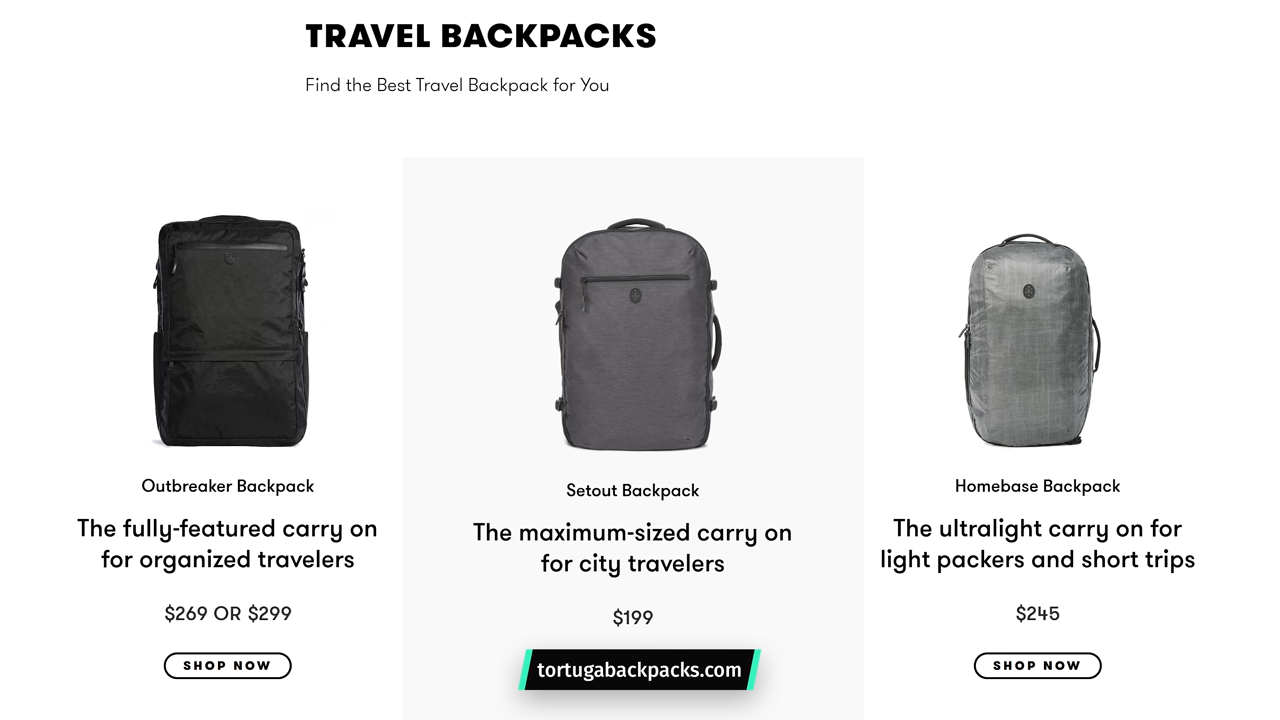 TRAVEL BACKPACKS
Find the Best Travel Backpack for You
Outbreaker Backpack
The fully-featured carry on
for organized travelers
$269 OR $299
SHOP NOW
Setout Backpack
The maximum-sized carry on
for city travelers
$199
tortugabackpacks.com
Homebase Backpack
The ultralight carry on for
light packers and short trips
$245
SHOP NOW